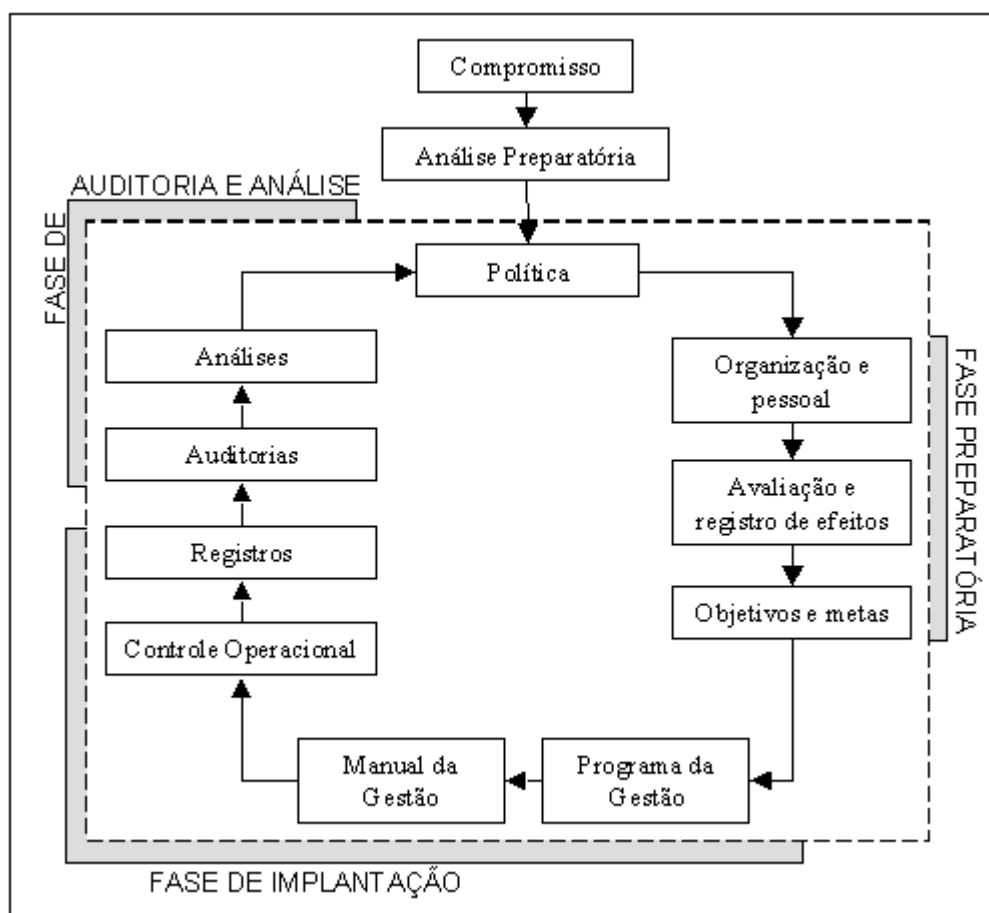 Compromisso
Análise Preparatória
AUDITORIA E ANÁLISE
FASE DE
Política
Análises
Organização e
pessoal
Auditorias
Avaliação e
registro de efeitos
Registros
Objetivos e metas
Controle Operacional
FASE PREPARATÓRIA
Manual da
Gestão
Programa da
Gestão
FASE DE IMPLANTAÇÃO